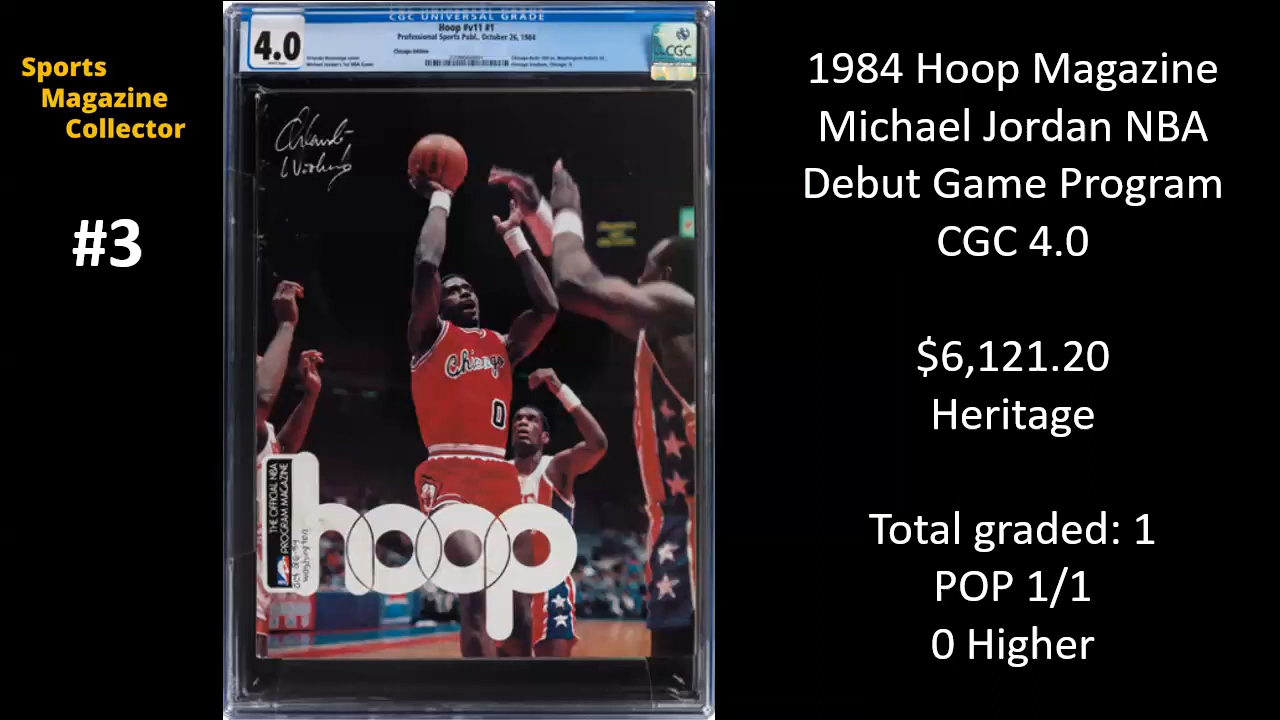 Sports
Magazine
Collector
#3
CGC UNIVERSAL GRADE
4.0
Hoop #v11 #1
Professional Sports Publ., October 26, 1984
Chicago Edition
CGC
Chicago
0
THE OFFICIAL NBA
PROGRAM MAGAZINE
hoop
1984 Hoop Magazine
Michael Jordan NBA
Debut Game Program
CGC 4.0
$6,121.20
Heritage
Total graded: 1
POP 1/1
0 Higher